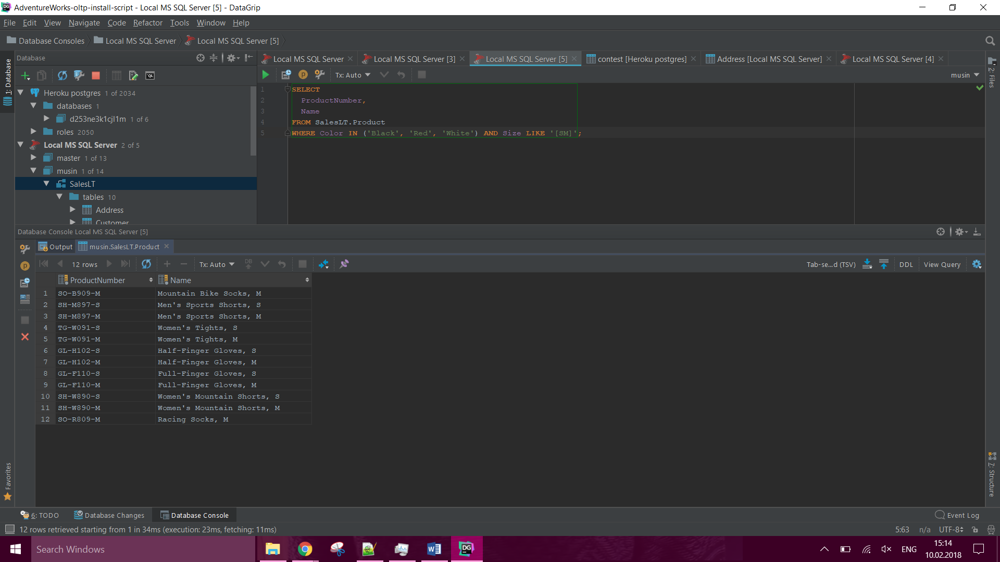 AdventureWorks-oltp-install-script - Local MS SQL Server [5] - DataGrip
File Edit View Navigate Code Refactor Tools Window Help
Database Consoles Local MS SQL Server Local MS SQL Server [5]
1: Database
Database
Heroku postgres 1 of 2034
databases 1
d253ne3k1cjl1m 1 of 6
roles 2050
Local MS SQL Server 2 of 5
master 1 of 13
musin 1 of 14
SalesLT
tables 10
Address
Customer
Local MS SQL Server Local MS SQL Server [3] Local MS SQL Server [5] contest [Heroku postgres] Address [Local MS SQL Server] Local MS SQL Server [4]
Tx: Auto musin
1 SELECT
2 ProductNumber,
3 Name
4 FROM SalesLT.Product
5 WHERE Color IN ('Black', 'Red', 'White') AND Size LIKE '[SM]';
2: Files
Database Console Local MS SQL Server [5]
Output musin.SalesLT.Product
12 rows Tx: Auto DB Tab-se...d (TSV) DDL View Query
ProductNumber Name
1 SO-B909-M Mountain Bike Socks, M
2 SH-M897-S Men's Sports Shorts, S
3 SH-M897-M Men's Sports Shorts, M
4 TG-W091-S Women's Tights, S
5 TG-W091-M Women's Tights, M
6 GL-H102-S Half-Finger Gloves, S
7 GL-H102-M Half-Finger Gloves, M
8 GL-F110-S Full-Finger Gloves, S
9 GL-F110-M Full-Finger Gloves, M
10 SH-W890-S Women's Mountain Shorts, S
11 SH-W890-M Women's Mountain Shorts, M
12 SO-R809-M Racing Socks, M
Favorites
7: Structure
6: TODO Database Changes Database Console Event Log
12 rows retrieved starting from 1 in 34ms (execution: 23ms, fetching: 11ms) 5:63 n/a UTF-8
Search Windows
ENG
15:14
10.02.2018